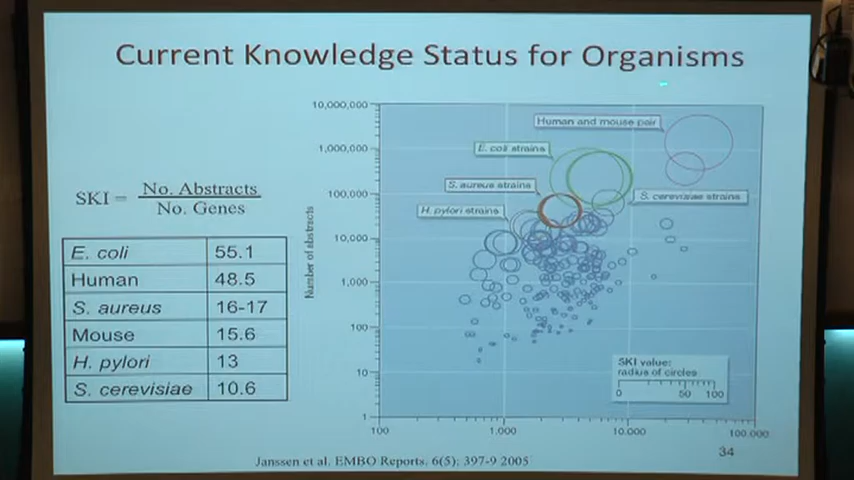 Current Knowledge Status for Organisms
SKI = No. Abstracts
No. Genes
E. coli 55.1
Human 48.5
S. aureus 16-17
Mouse 15.6
H. pylori 13
S. cerevisiae 10.6
Number of abstracts
10,000,000
1,000,000
100,000
10,000
1,000
100
10
1
100
1.000
10.000
100.000
Human and mouse pair
E. coli strains
S. aureus strains
S. cerevisiae strains
H. pylori strains
SKI value:
radius of circles
0 50 100
34
Janssen et al. EMBO Reports. 6(5): 397-9 2005